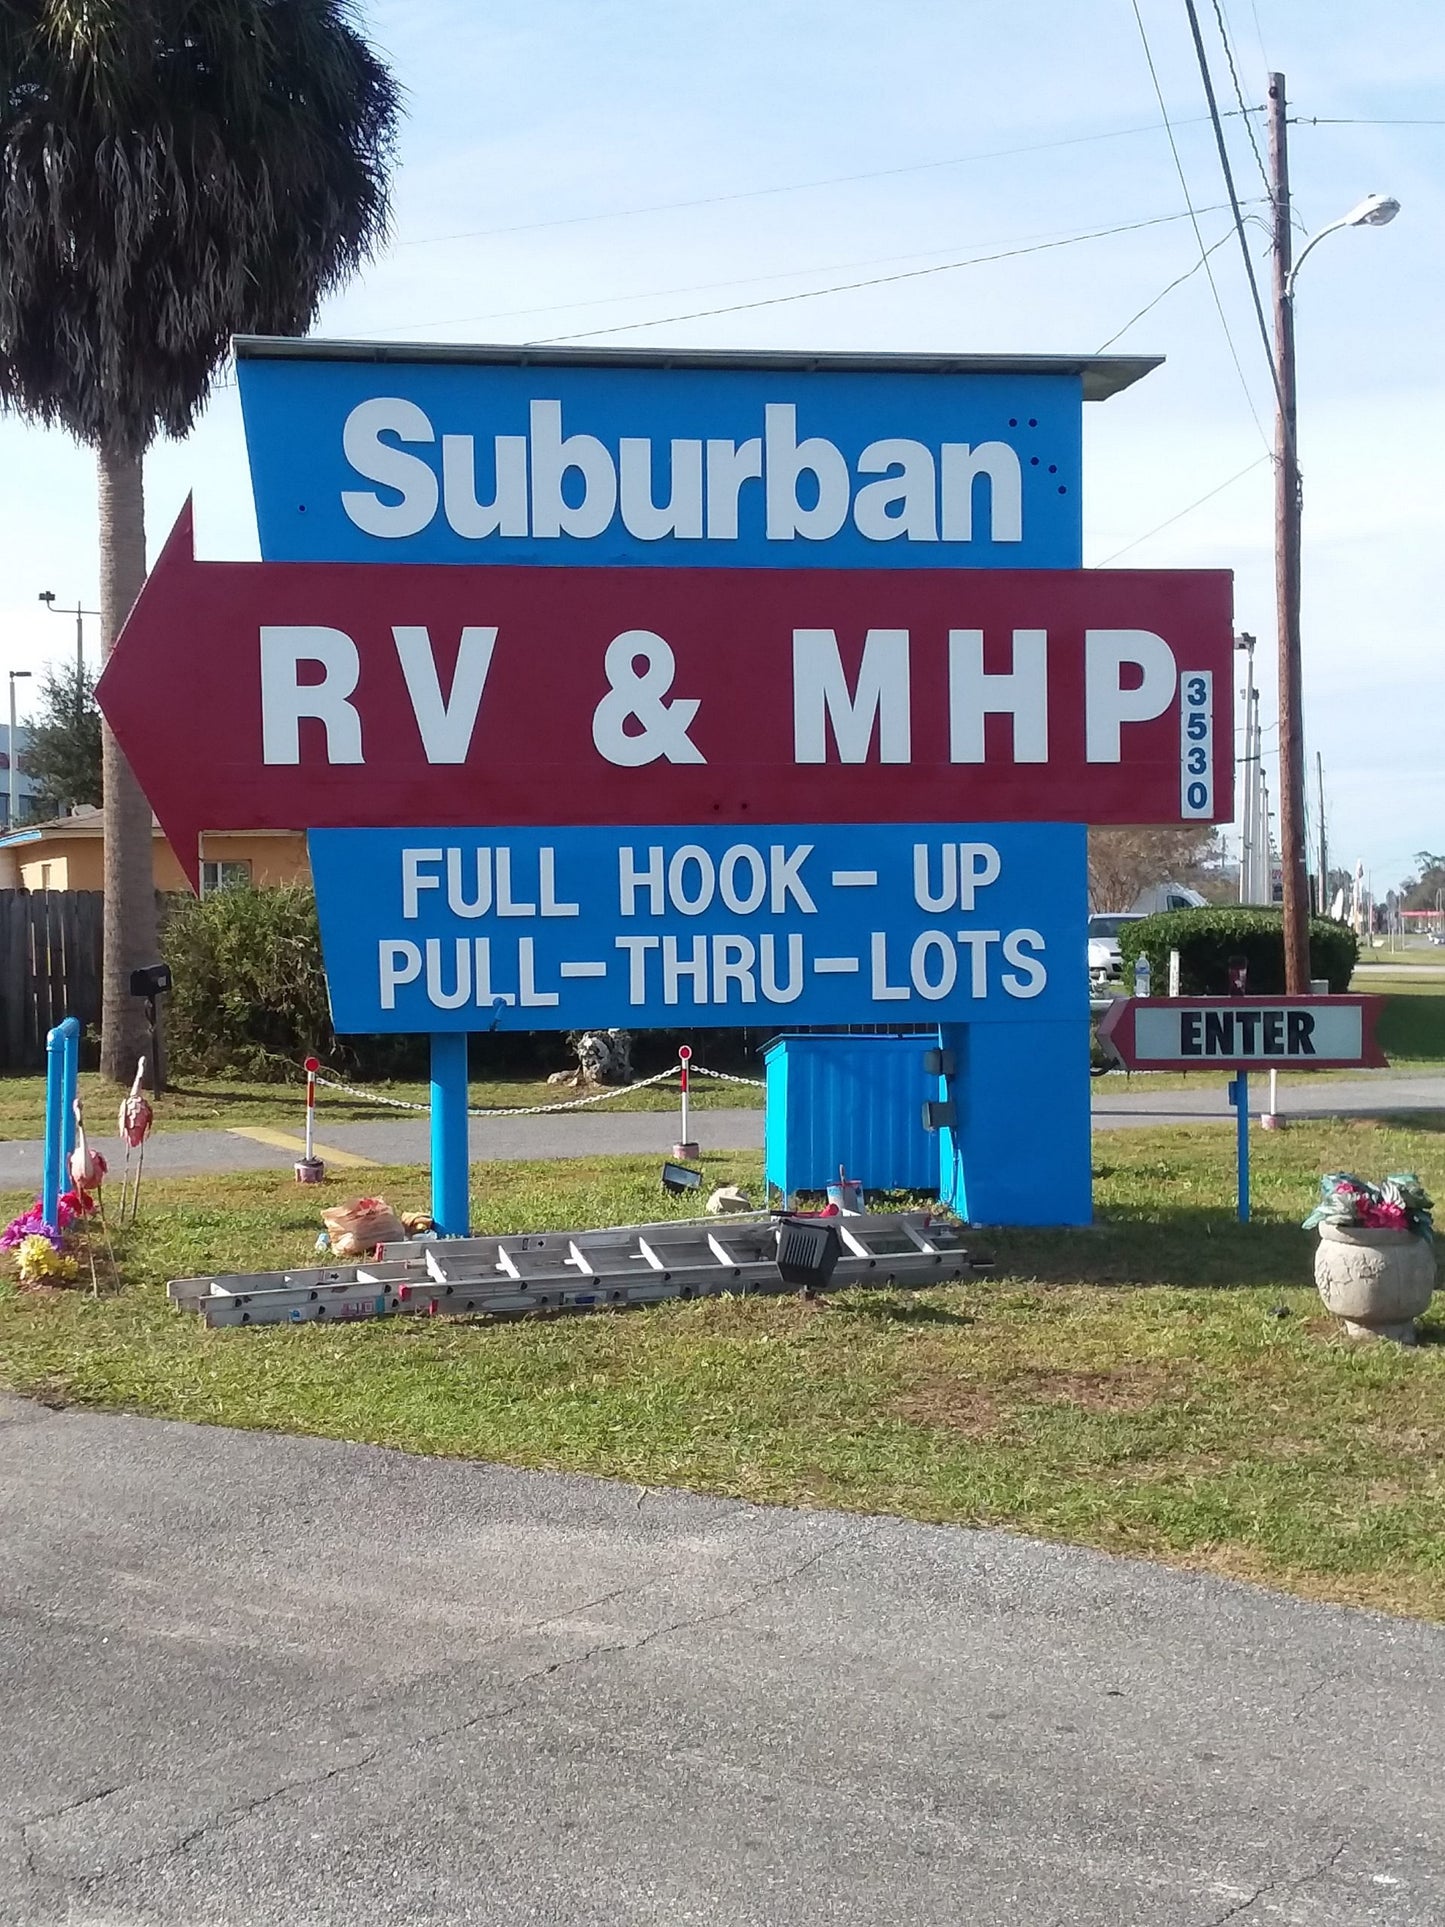 Suburban
RV & MHP
3530
FULL HOOK - UP
PULL-THRU-LOTS
ENTER